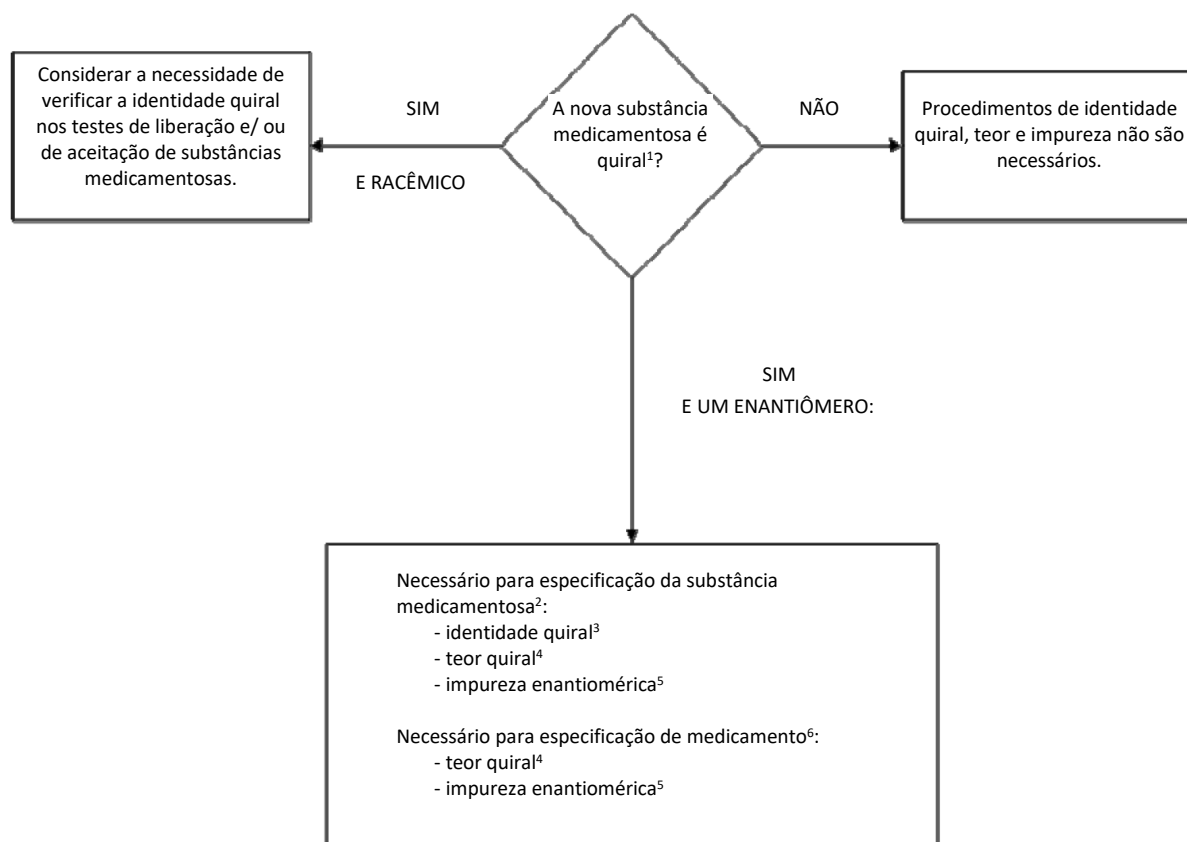 Considerar a necessidade de
verificar a identidade quiral
nos testes de liberação e/ ou
de aceitação de substâncias
medicamentosas.
SIM
E RACÊMICO
A nova substância
medicamentosa é
quiral¹?
NÃO
Procedimentos de identidade
quiral, teor e impureza não são
necessários.
SIM
E UM ENANTIÔMERO:
Necessário para especificação da substância
medicamentosa²:
- identidade quiral³
- teor quiral⁴
- impureza enantiomérica⁵
Necessário para especificação de medicamento⁶:
- teor quiral⁴
- impureza enantiomérica⁵